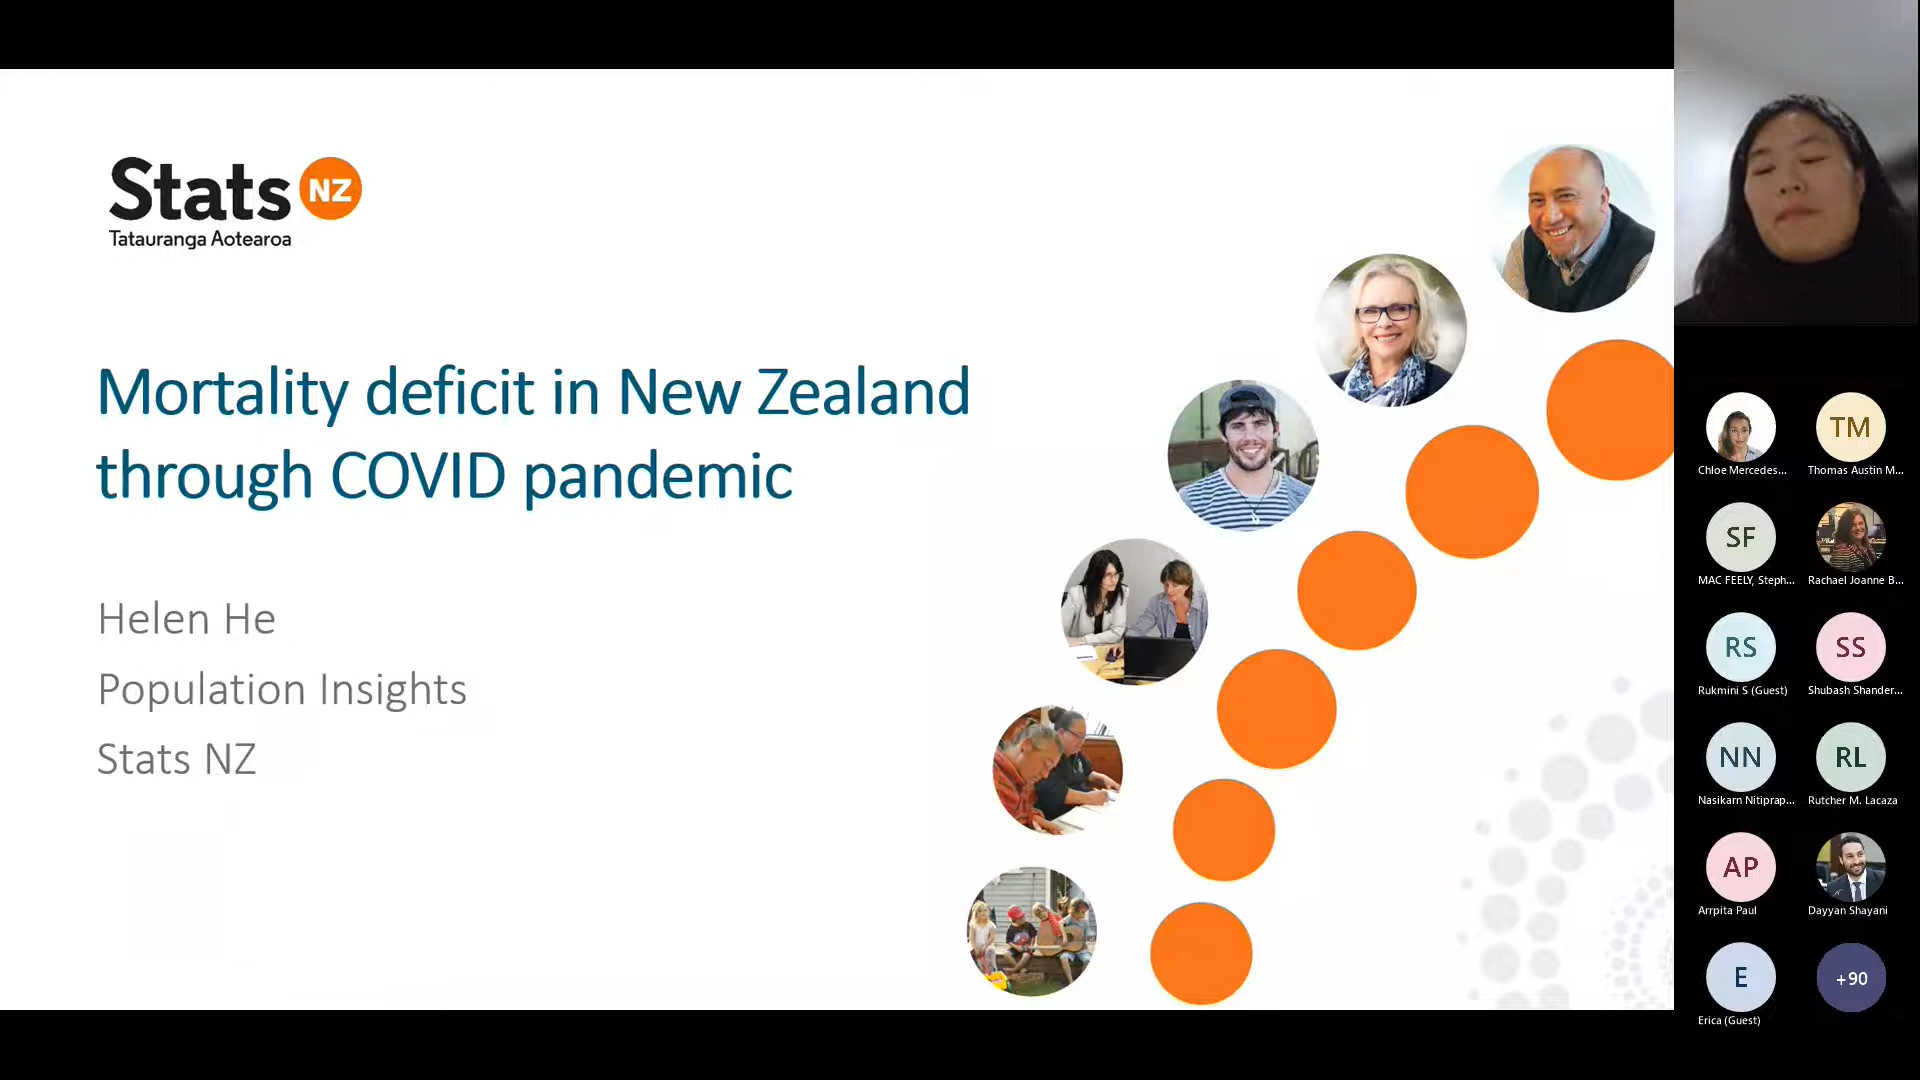 Stats NZ
Tatauranga Aotearoa
Mortality deficit in New Zealand
through COVID pandemic
Helen He
Population Insights
Stats NZ
Chloe Mercedes...
TM
Thomas Austin M...
SF
MAC FEELY, Steph...
Rachael Joanne B...
RS
Rukmini S (Guest)
SS
Shubash Shander...
NN
Nasikarn Nitiprap...
RL
Rutcher M. Lacaza
AP
Arrpita Paul
Dayyan Shayani
E
Erica (Guest)
+90